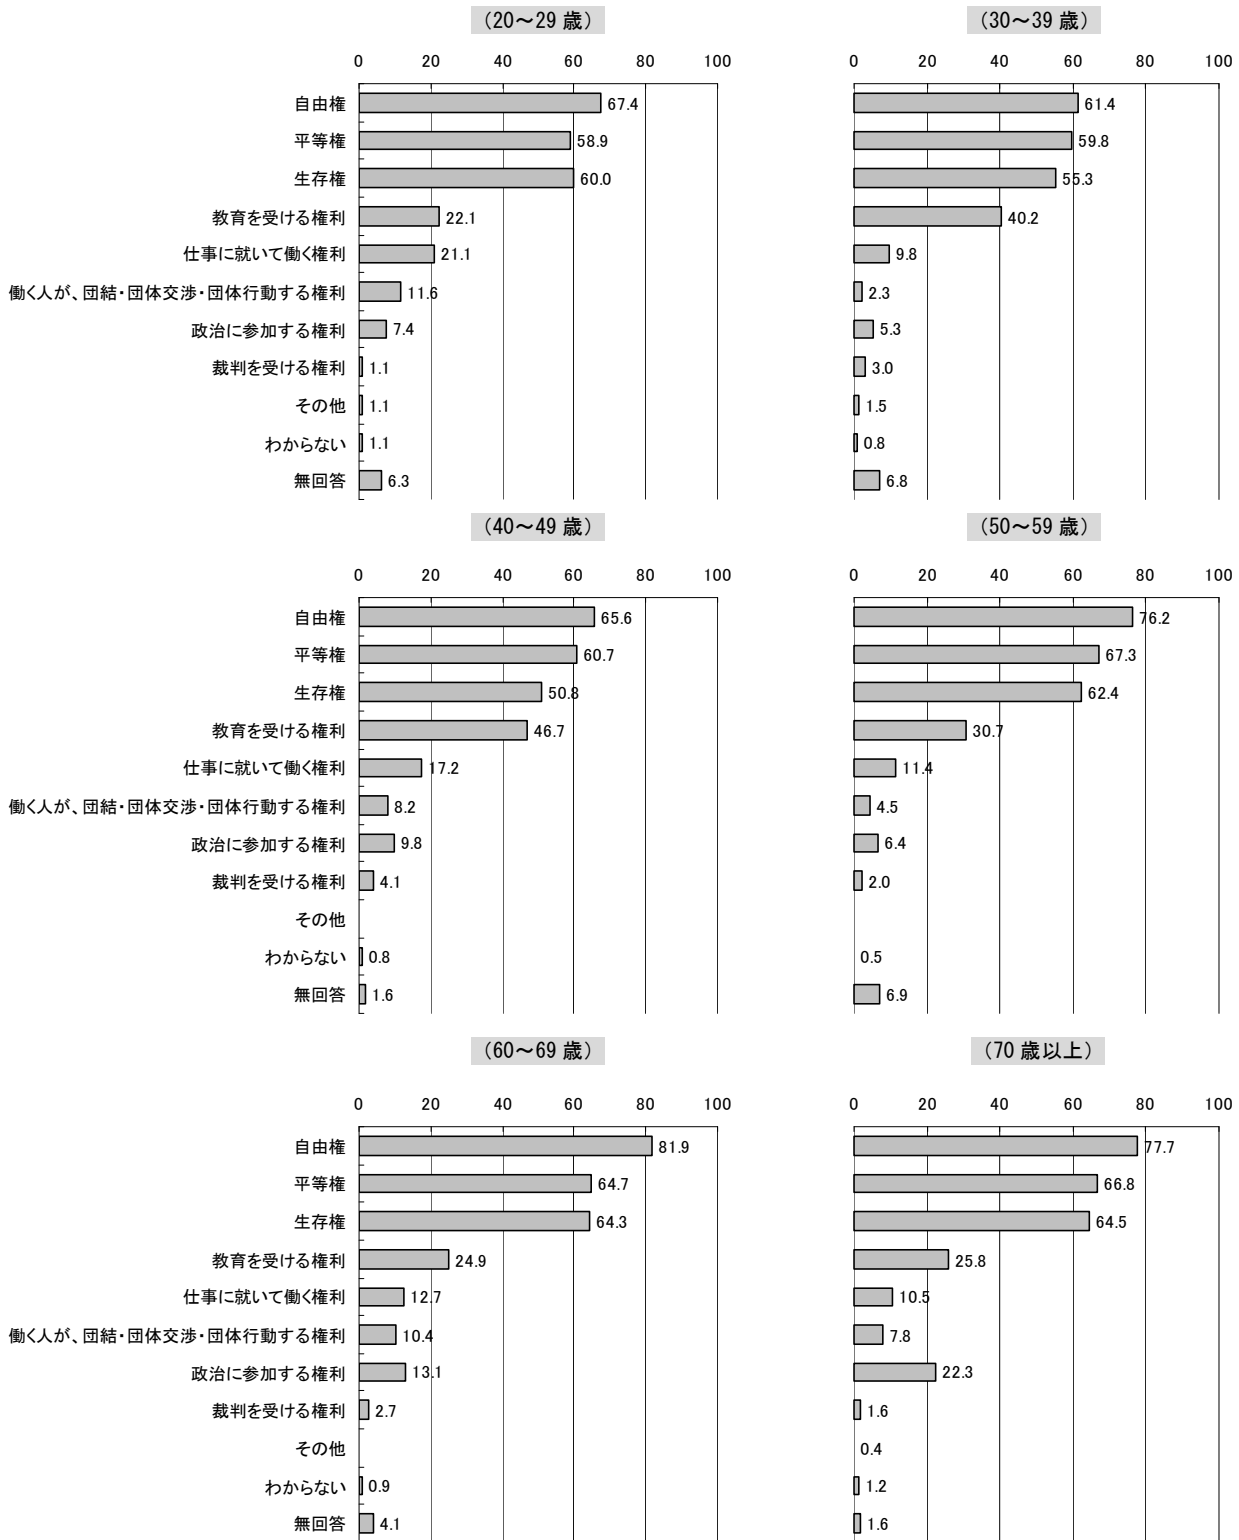 （20～29 歳）
0 20 40 60 80 100
自由権 67.4
平等権 58.9
生存権 60.0
教育を受ける権利 22.1
仕事に就いて働く権利 21.1
働く人が、団結・団体交渉・団体行動する権利 11.6
政治に参加する権利 7.4
裁判を受ける権利 1.1
その他 1.1
わからない 1.1
無回答 6.3
（30～39 歳）
0 20 40 60 80 100
61.4
59.8
55.3
40.2
9.8
2.3
5.3
3.0
1.5
0.8
6.8
（40～49 歳）
0 20 40 60 80 100
自由権 65.6
平等権 60.7
生存権 50.8
教育を受ける権利 46.7
仕事に就いて働く権利 17.2
働く人が、団結・団体交渉・団体行動する権利 8.2
政治に参加する権利 9.8
裁判を受ける権利 4.1
その他
わからない 0.8
無回答 1.6
（50～59 歳）
0 20 40 60 80 100
76.2
67.3
62.4
30.7
11.4
4.5
6.4
2.0
0.5
6.9
（60～69 歳）
0 20 40 60 80 100
自由権 81.9
平等権 64.7
生存権 64.3
教育を受ける権利 24.9
仕事に就いて働く権利 12.7
働く人が、団結・団体交渉・団体行動する権利 10.4
政治に参加する権利 13.1
裁判を受ける権利 2.7
その他
わからない 0.9
無回答 4.1
（70 歳以上）
0 20 40 60 80 100
77.7
66.8
64.5
25.8
10.5
7.8
22.3
1.6
0.4
1.2
1.6